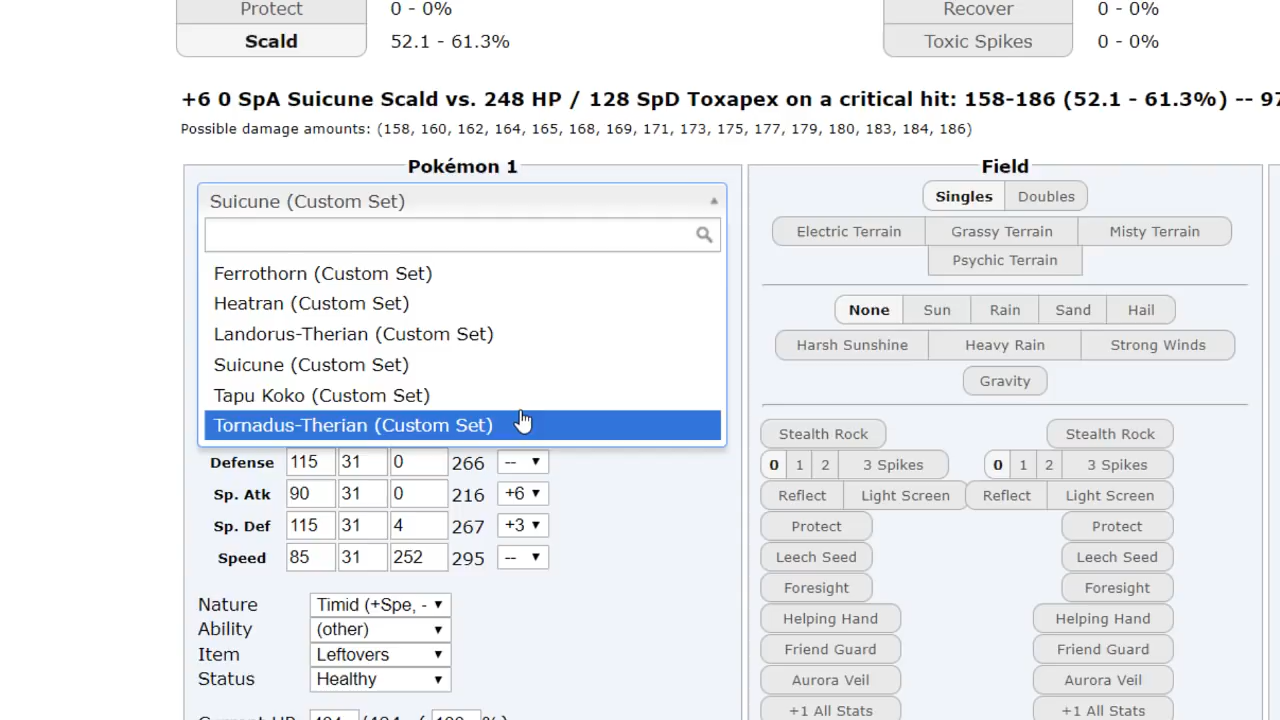 Protect 0 - 0% Recover 0 - 0%
Scald 52.1 - 61.3% Toxic Spikes 0 - 0%
+6 0 SpA Suicune Scald vs. 248 HP / 128 SpD Toxapex on a critical hit: 158-186 (52.1 - 61.3%) -- 97
Possible damage amounts: (158, 160, 162, 164, 165, 168, 169, 171, 173, 175, 177, 179, 180, 183, 184, 186)
Pokémon 1
Suicune (Custom Set)
Ferrothorn (Custom Set)
Heatran (Custom Set)
Landorus-Therian (Custom Set)
Suicune (Custom Set)
Tapu Koko (Custom Set)
Tornadus-Therian (Custom Set)
Defense 115 31 0 266 --
Sp. Atk 90 31 0 216 +6
Sp. Def 115 31 4 267 +3
Speed 85 31 252 295 --
Nature Timid (+Spe, -
Ability (other)
Item Leftovers
Status Healthy
Field
Singles Doubles
Electric Terrain Grassy Terrain Misty Terrain
Psychic Terrain
None Sun Rain Sand Hail
Harsh Sunshine Heavy Rain Strong Winds
Gravity
Stealth Rock Stealth Rock
0 1 2 3 Spikes 0 1 2 3 Spikes
Reflect Light Screen Reflect Light Screen
Protect Protect
Leech Seed Leech Seed
Foresight Foresight
Helping Hand Helping Hand
Friend Guard Friend Guard
Aurora Veil Aurora Veil
+1 All Stats +1 All Stats